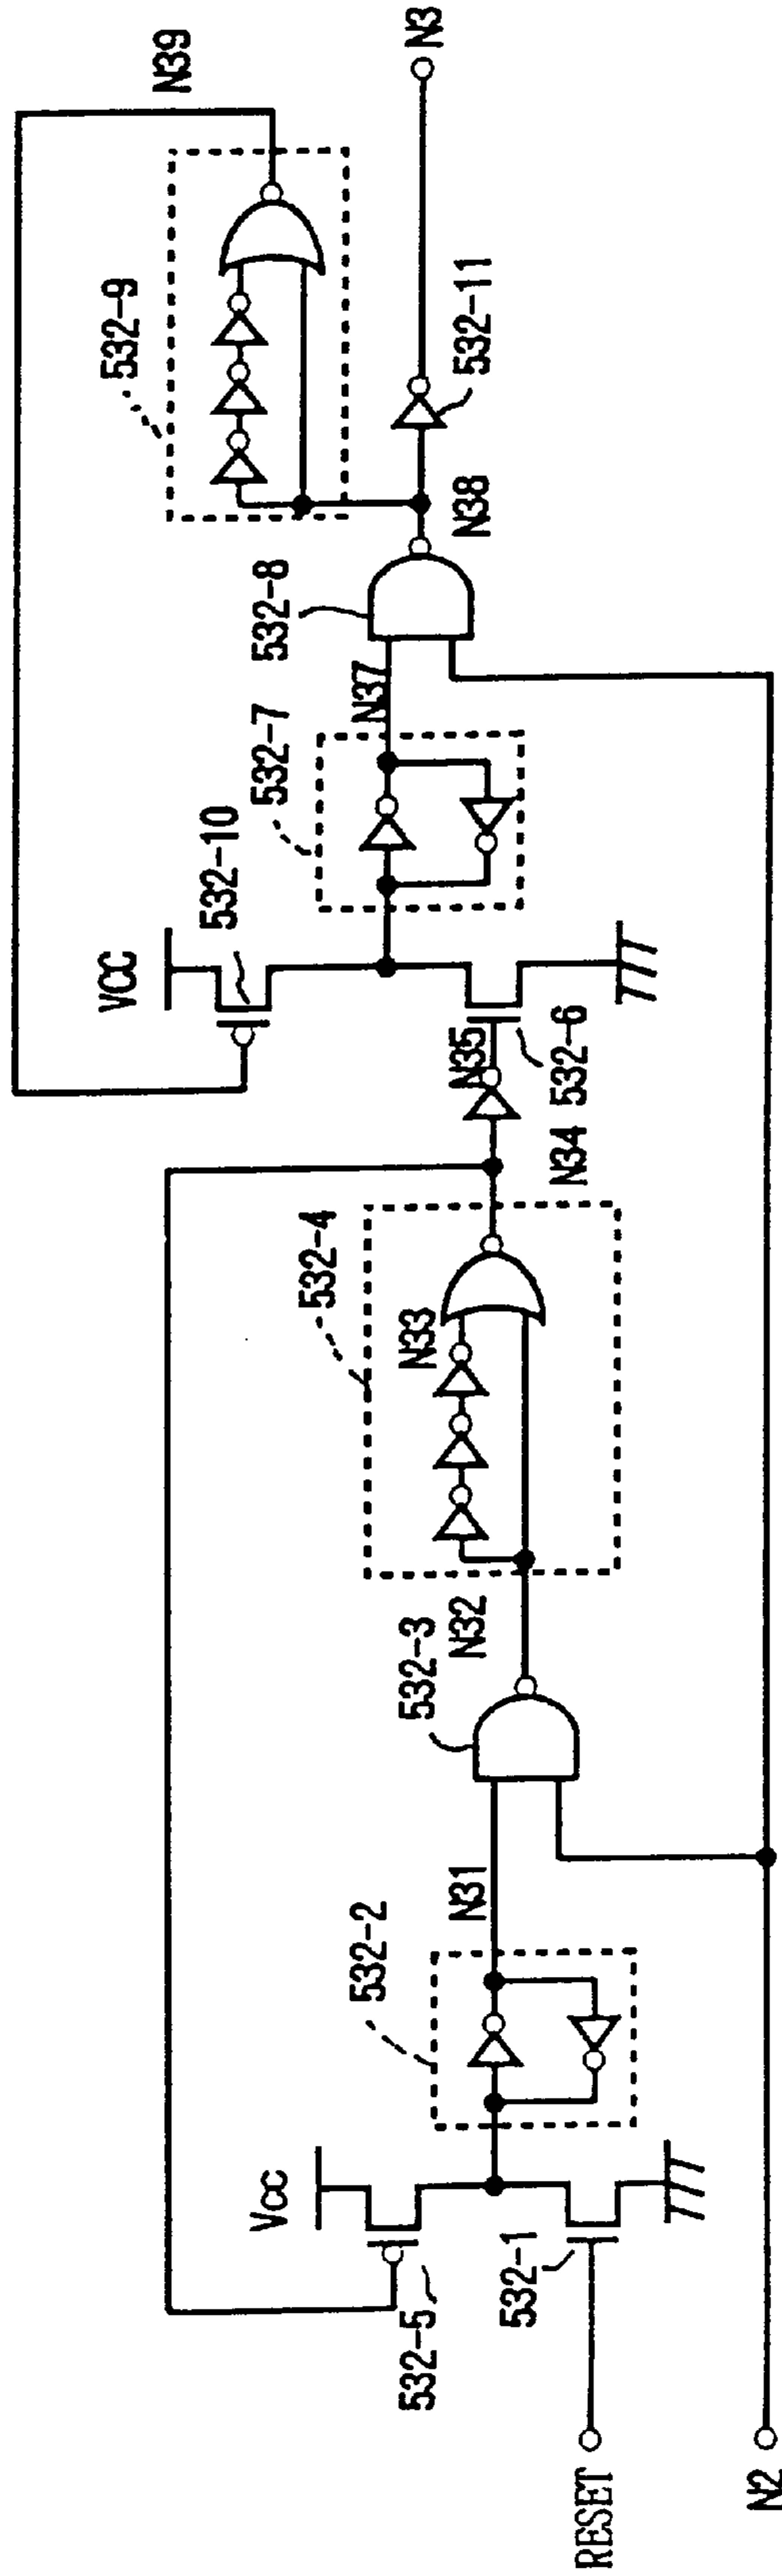 RESET
N2
532-5
532-1
Vcc
532-2
N31
532-3
N32
532-4
N33
N34
N35
532-6
VCC
532-10
532-7
N37
532-8
N38
532-9
532-11
N39
N3